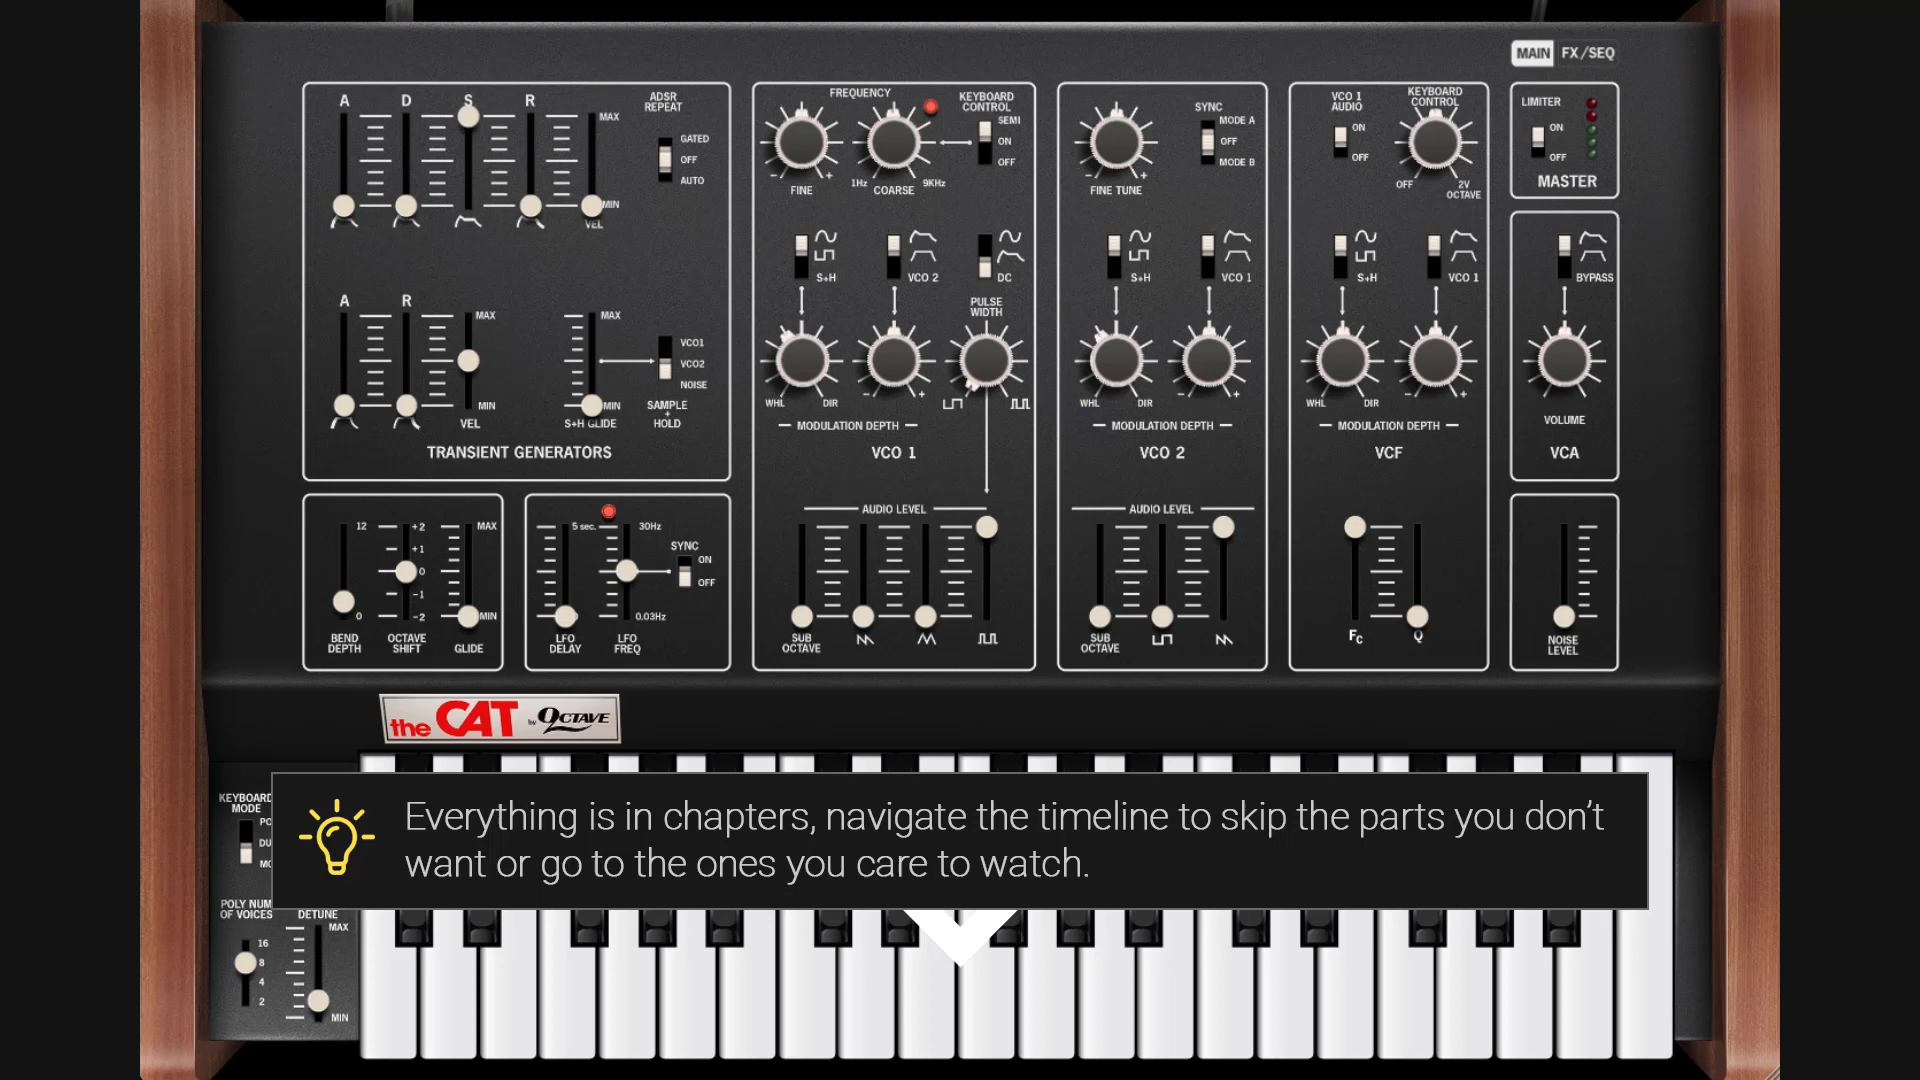 MAIN FX/SEQ
A D S R
ADSR
REPEAT
MAX
GATED
OFF
AUTO
MIN
VEL
A R
MAX
MIN
VEL
MAX
MIN
S+H GLIDE
VCO1
VCO2
NOISE
SAMPLE
+
HOLD
TRANSIENT GENERATORS
FREQUENCY
KEYBOARD
CONTROL
SEMI
ON
OFF
FINE
1Hz COARSE 9KHz
S+H
VCO 2
DC
PULSE
WIDTH
WHL DIR
- +
MODULATION DEPTH
VCO 1
AUDIO LEVEL
SUB
OCTAVE
SYNC
MODE A
OFF
MODE B
- +
FINE TUNE
S+H
VCO 1
WHL DIR
- +
MODULATION DEPTH
VCO 2
AUDIO LEVEL
SUB
OCTAVE
VCO 1
AUDIO
ON
OFF
KEYBOARD
CONTROL
OFF
2V
OCTAVE
S+H
VCO 1
WHL DIR
- +
MODULATION DEPTH
VCF
FC
Q
LIMITER
ON
OFF
MASTER
BYPASS
VOLUME
VCA
NOISE
LEVEL
12
0
BEND
DEPTH
+2
+1
0
-1
-2
OCTAVE
SHIFT
MAX
MIN
GLIDE
5 sec.
0
LFO
DELAY
30Hz
0.03Hz
LFO
FREQ
SYNC
ON
OFF
the CAT by OCTAVE
KEYBOARD
MODE
Everything is in chapters, navigate the timeline to skip the parts you don't
want or go to the ones you care to watch.
POLY NUM
OF VOICES
16
8
4
2
DETUNE
MAX
MIN